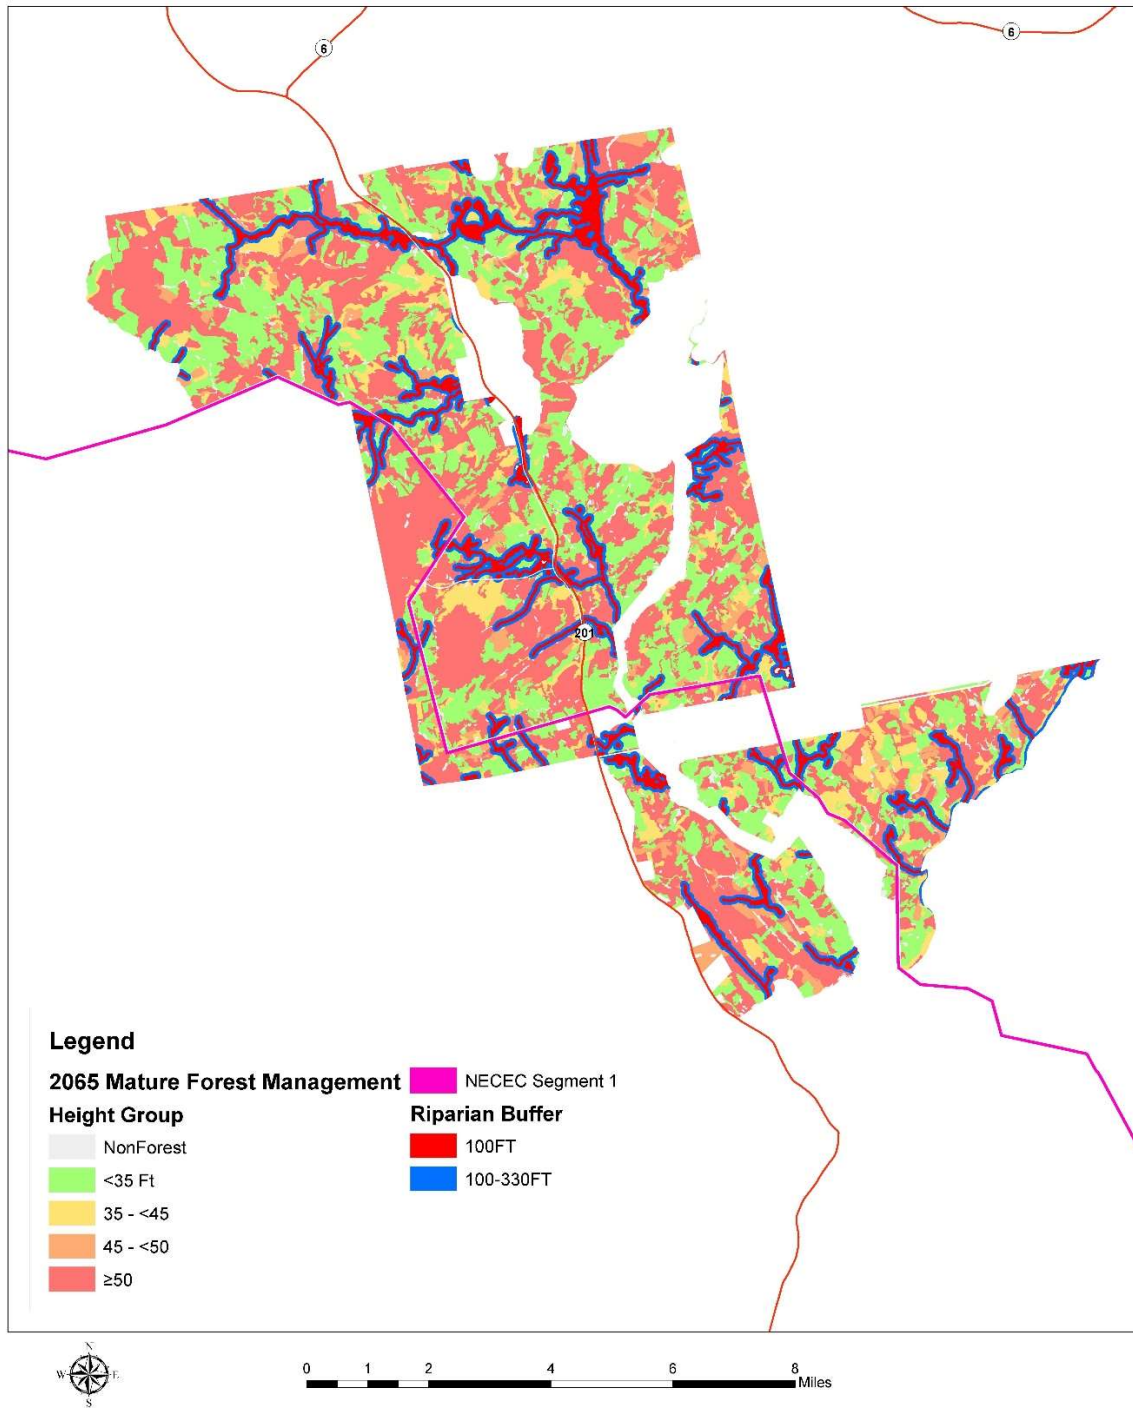 6
6
201
Legend
2065 Mature Forest Management
Height Group
NonForest
<35 Ft
35 - <45
45 - <50
≥50
NECEC Segment 1
Riparian Buffer
100FT
100-330FT
N
W E
S
0 1 2 4 6 8
Miles